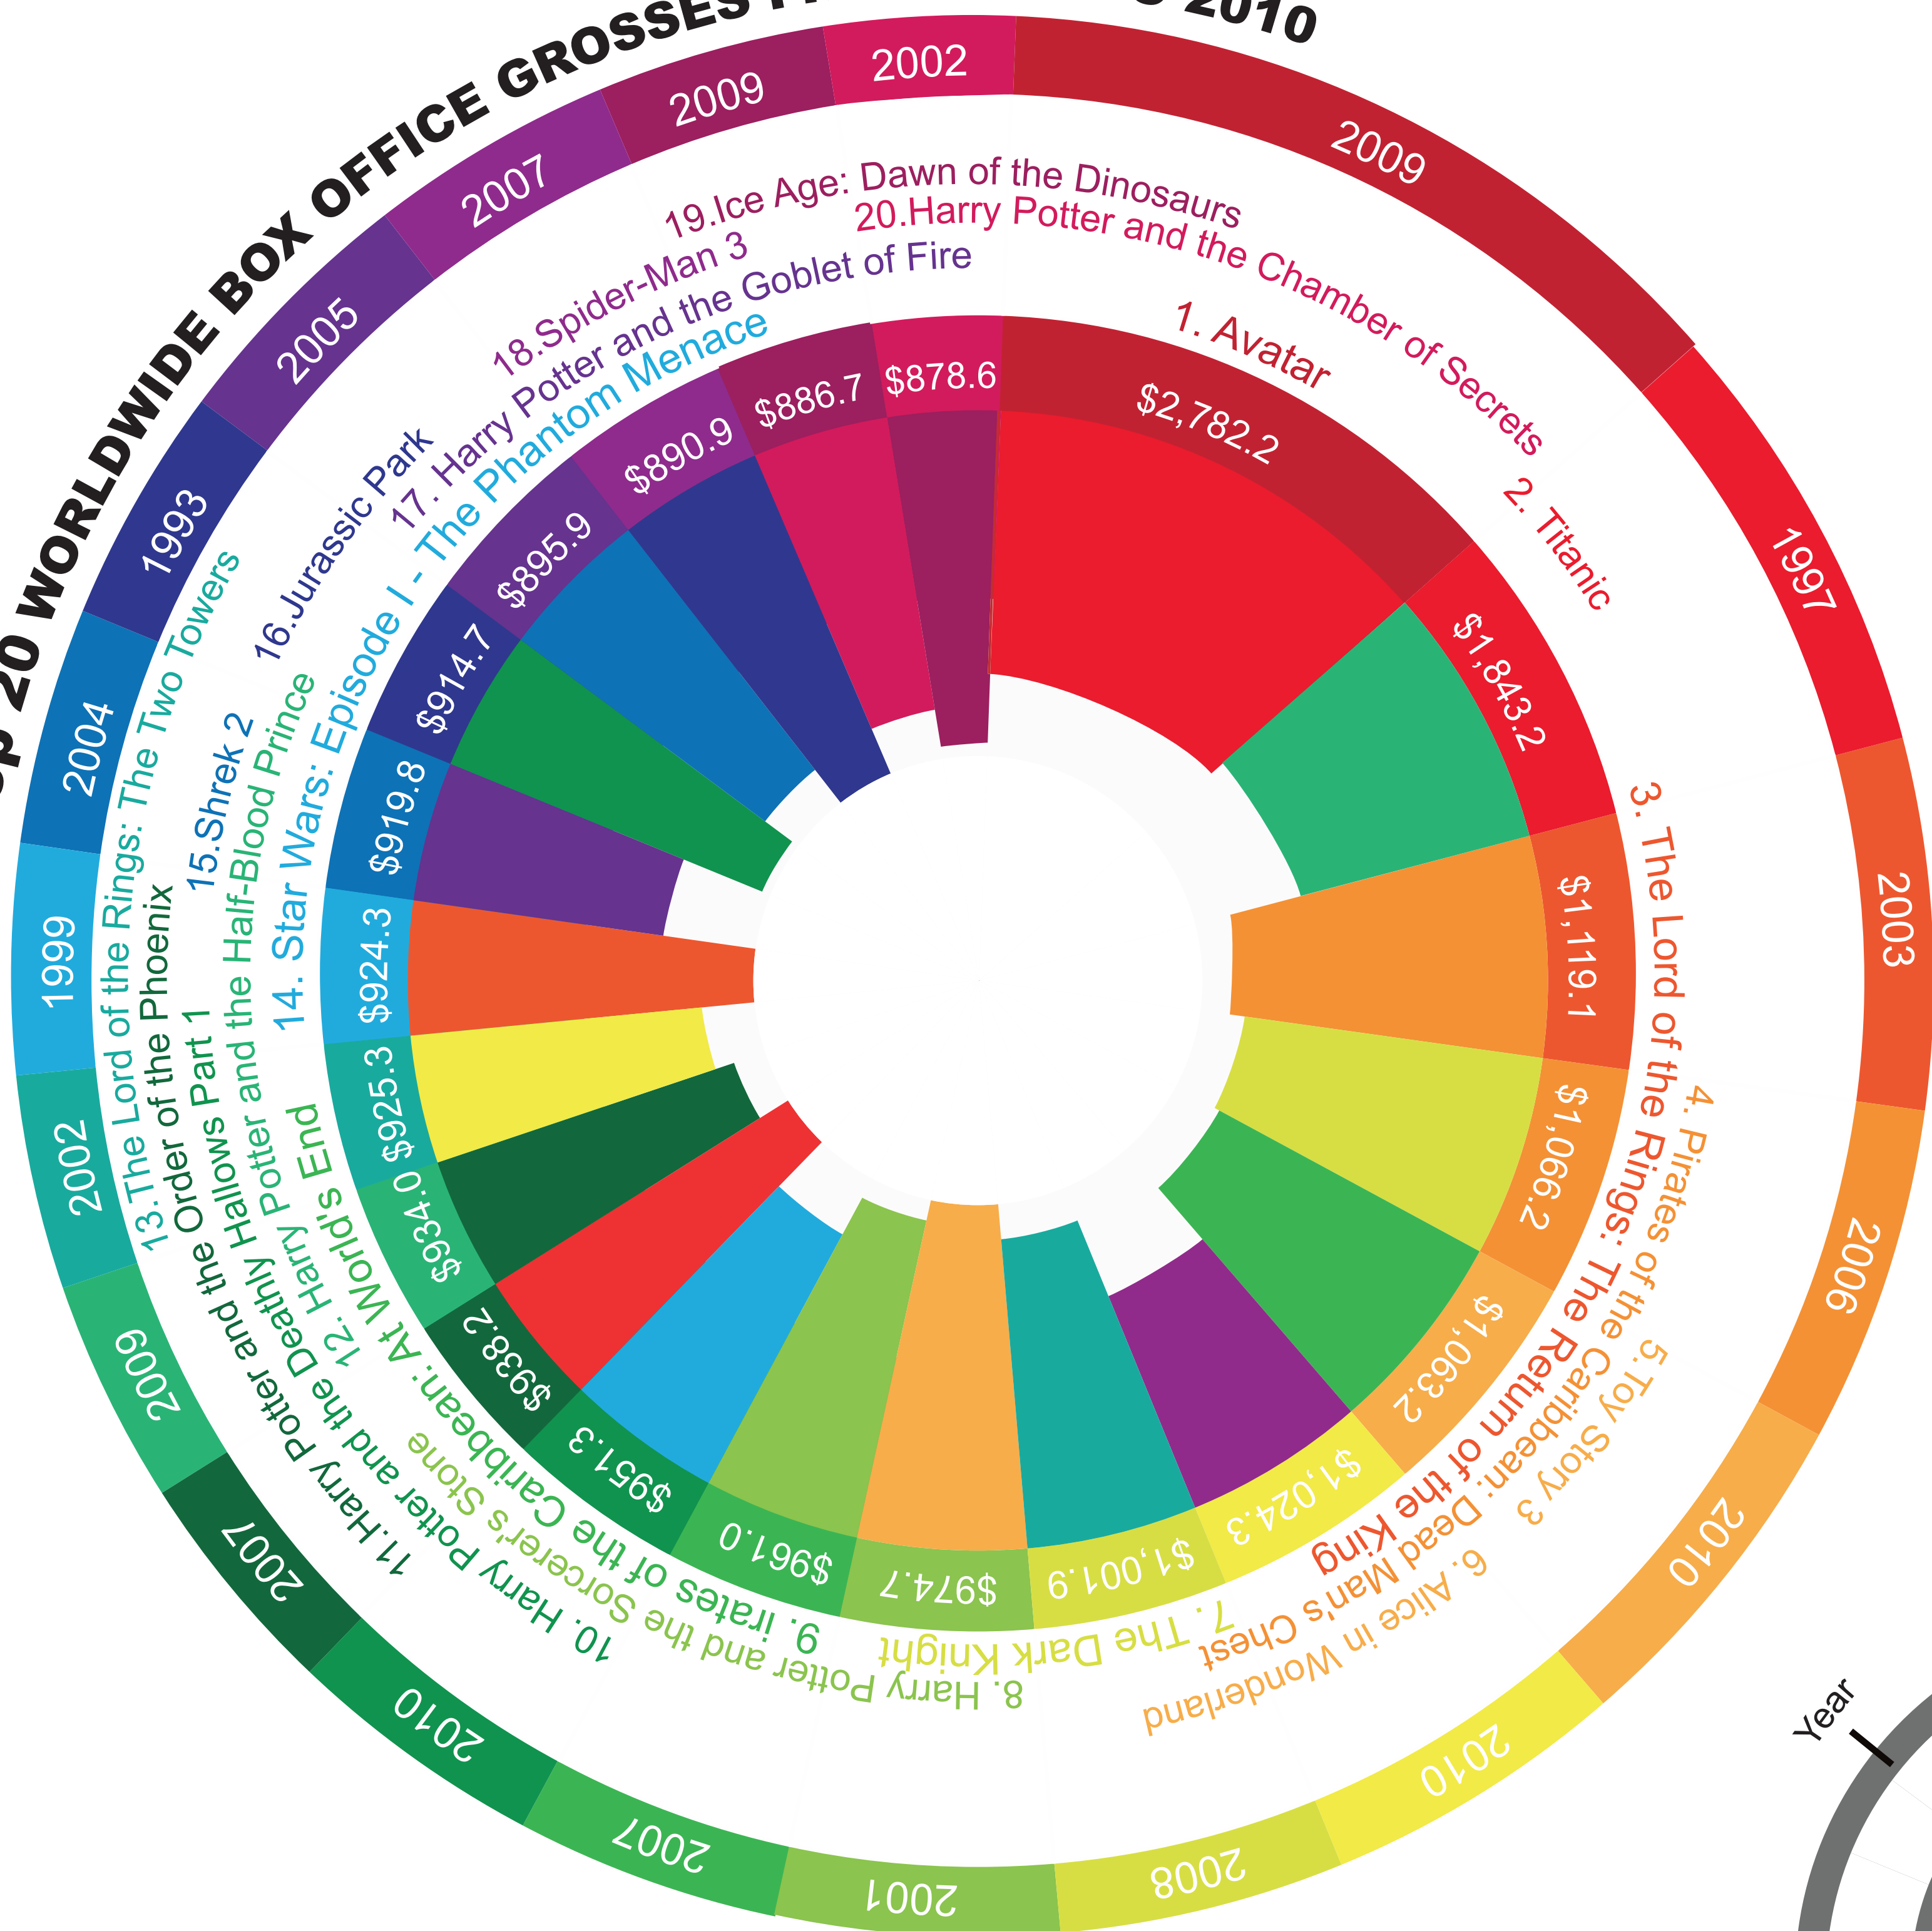 20 WORLDWIDE BOX OFFICE GROSSES
2010
2009
1997
2003
2006
2010
2010
2008
2001
2007
2010
2007
2009
2002
1999
2004
1993
2005
2007
2009
2002
1. Avatar
2. Titanic
3. The Lord of the Rings: The Return of the King
4. Pirates of the Caribbean: Dead Man's Chest
5. Toy Story 3
6. Alice in Wonderland
7. The Dark Knight
8. Harry Potter and the Sorcerer's Stone
9. irates of the Caribbean: At World's End
10. Harry Potter and the Deathly Hallows Part 1
11.Harry Potter and the Order of the Phoenix
12. Harry Potter and the Half-Blood Prince
13.The Lord of the Rings: The Two Towers
14. Star Wars: Episode I - The Phantom Menace
15.Shrek 2
16.Jurassic Park
17. Harry Potter and the Goblet of Fire
18.Spider-Man 3
19.Ice Age: Dawn of the Dinosaurs
20.Harry Potter and the Chamber of Secrets
$2,782.2
$1,843.2
$1,119.1
$1,066.2
$1,063.2
$1,024.3
$1,001.9
$974.7
$961.0
$951.3
$938.2
$934.0
$925.3
$924.3
$919.8
$914.7
$895.9
$890.9
$886.7
$878.6
Year